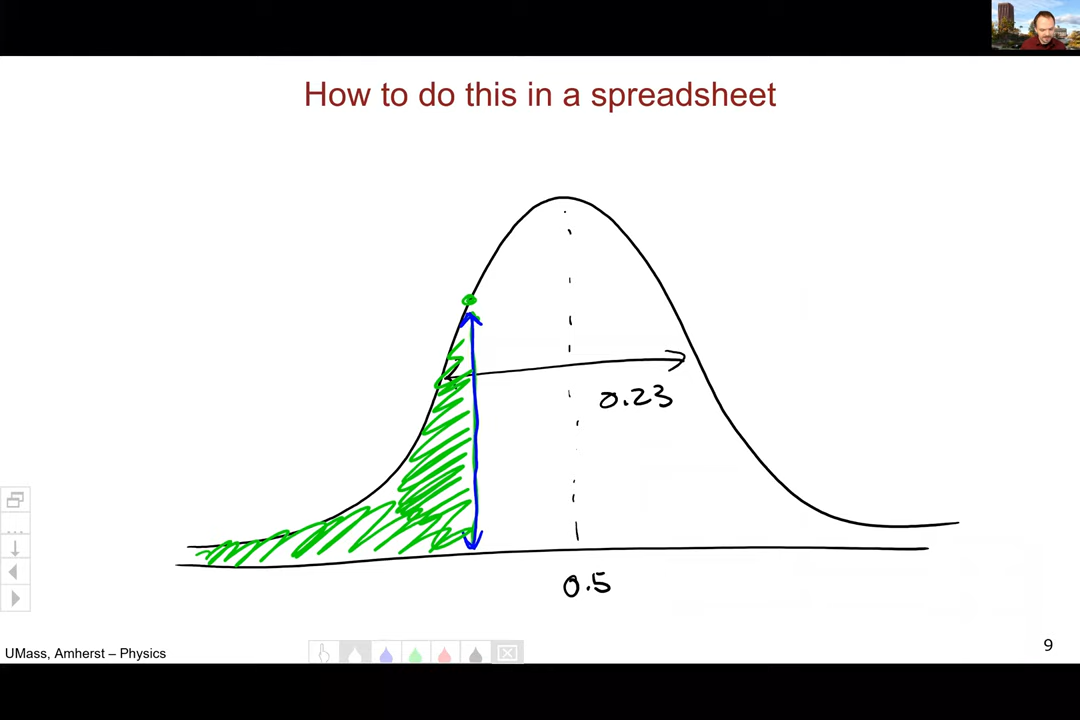 How to do this in a spreadsheet
0.23
0.5
UMass, Amherst – Physics
9